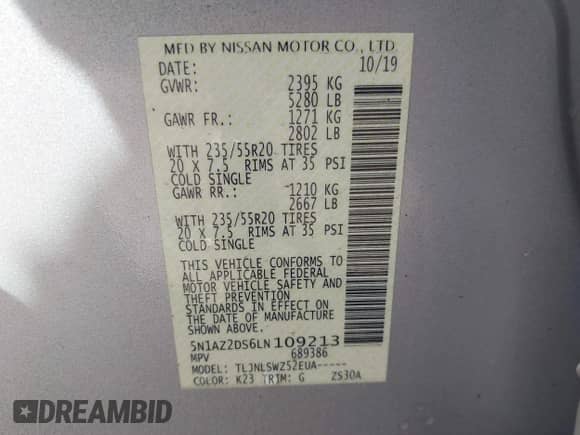 MFD BY NISSAN MOTOR CO., LTD
DATE: 10/19
GVWR: 2395 KG
5280 LB
GAWR FR.: 1271 KG
2802 LB
WITH 235/55R20 TIRES
20 X 7.5 RIMS AT 35 PSI
COLD SINGLE
GAWR RR.: 1210 KG
2667 LB
WITH 235/55R20 TIRES
20 X 7.5 RIMS AT 35 PSI
COLD SINGLE
THIS VEHICLE CONFORMS TO
ALL APPLICABLE FEDERAL
MOTOR VEHICLE SAFETY AND
THEFT PREVENTION
STANDARDS IN EFFECT ON
THE DATE OF MANUFACTURE
SHOWN ABOVE.
5N1AZ2DS6LN109213
MPV 689386
MODEL: TLJNLSWZ52EUA-----
COLOR: K23 TRIM: G ZS30A
DREAMBID